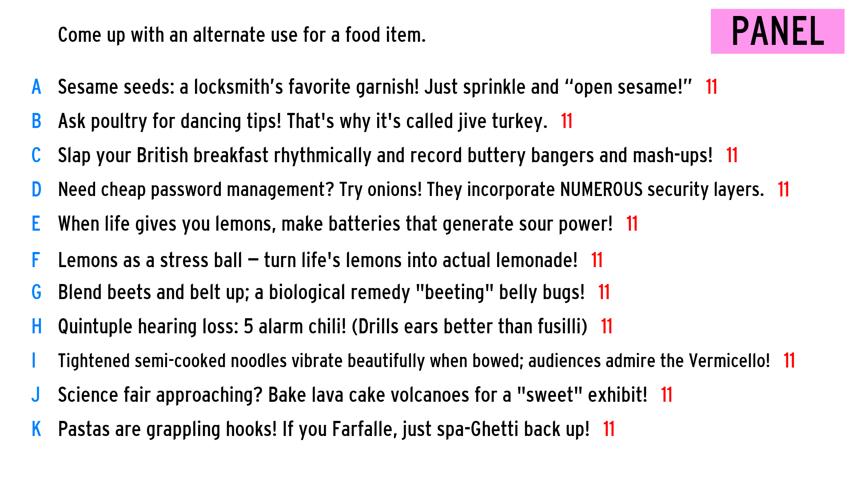 Come up with an alternate use for a food item.
PANEL
A Sesame seeds: a locksmith's favorite garnish! Just sprinkle and “open sesame!” 11
B Ask poultry for dancing tips! That's why it's called jive turkey. 11
C Slap your British breakfast rhythmically and record buttery bangers and mash-ups! 11
D Need cheap password management? Try onions! They incorporate NUMEROUS security layers. 11
E When life gives you lemons, make batteries that generate sour power! 11
F Lemons as a stress ball – turn life's lemons into actual lemonade! 11
G Blend beets and belt up; a biological remedy "beeting" belly bugs! 11
H Quintuple hearing loss: 5 alarm chili! (Drills ears better than fusilli) 11
I Tightened semi-cooked noodles vibrate beautifully when bowed; audiences admire the Vermicello! 11
J Science fair approaching? Bake lava cake volcanoes for a "sweet" exhibit! 11
K Pastas are grappling hooks! If you Farfalle, just spa-Ghetti back up! 11